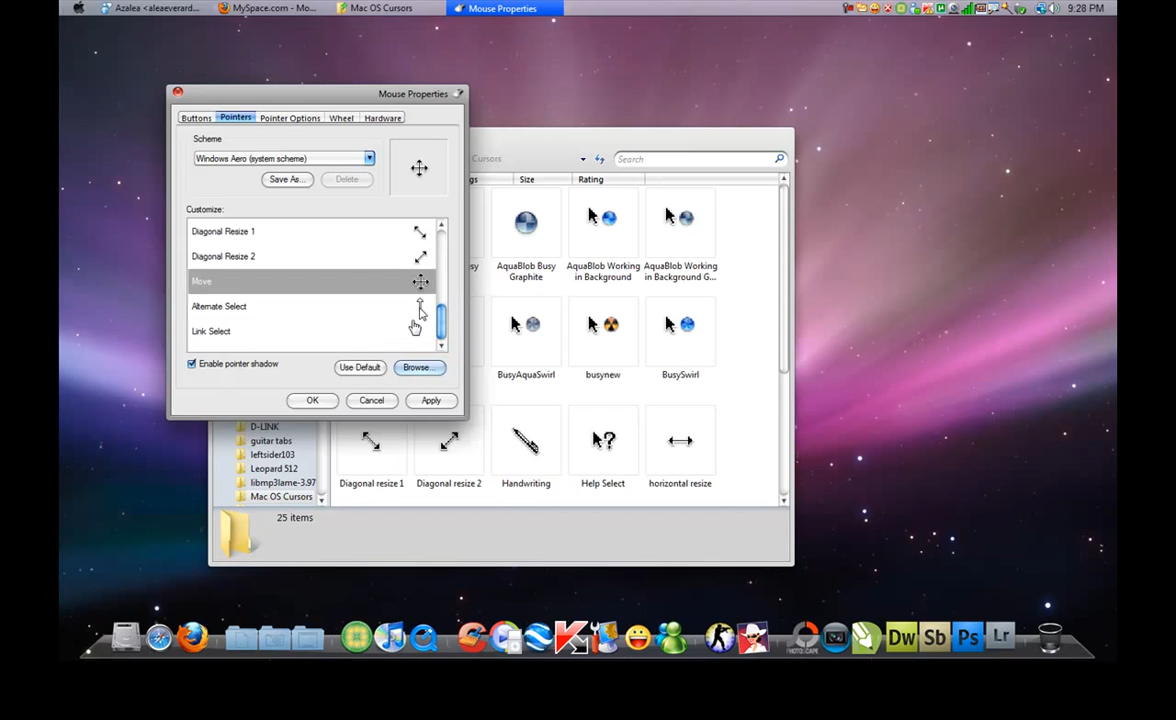 Azalea <aleaeverard...
MySpace.com - Mo...
Mac OS Cursors
Mouse Properties
9:28 PM
Mouse Properties
Buttons Pointers Pointer Options Wheel Hardware
Scheme
Windows Aero (system scheme)
Save As... Delete
Customize:
Diagonal Resize 1
Diagonal Resize 2
Move
Alternate Select
Link Select
Enable pointer shadow
Use Default Browse...
OK Cancel Apply
Cursors
Search
gs Size Rating
AquaBlob Busy Graphite
AquaBlob Working in Background
AquaBlob Working in Background G...
BusyAquaSwirl
busynew
BusySwirl
Diagonal resize 1
Diagonal resize 2
Handwriting
Help Select
horizontal resize
D-LINK
guitar tabs
leftsider103
Leopard 512
libmp3lame-3.97
Mac OS Cursors
25 items
PHOTOSCAPE
Dw
Sb
Ps
Lr